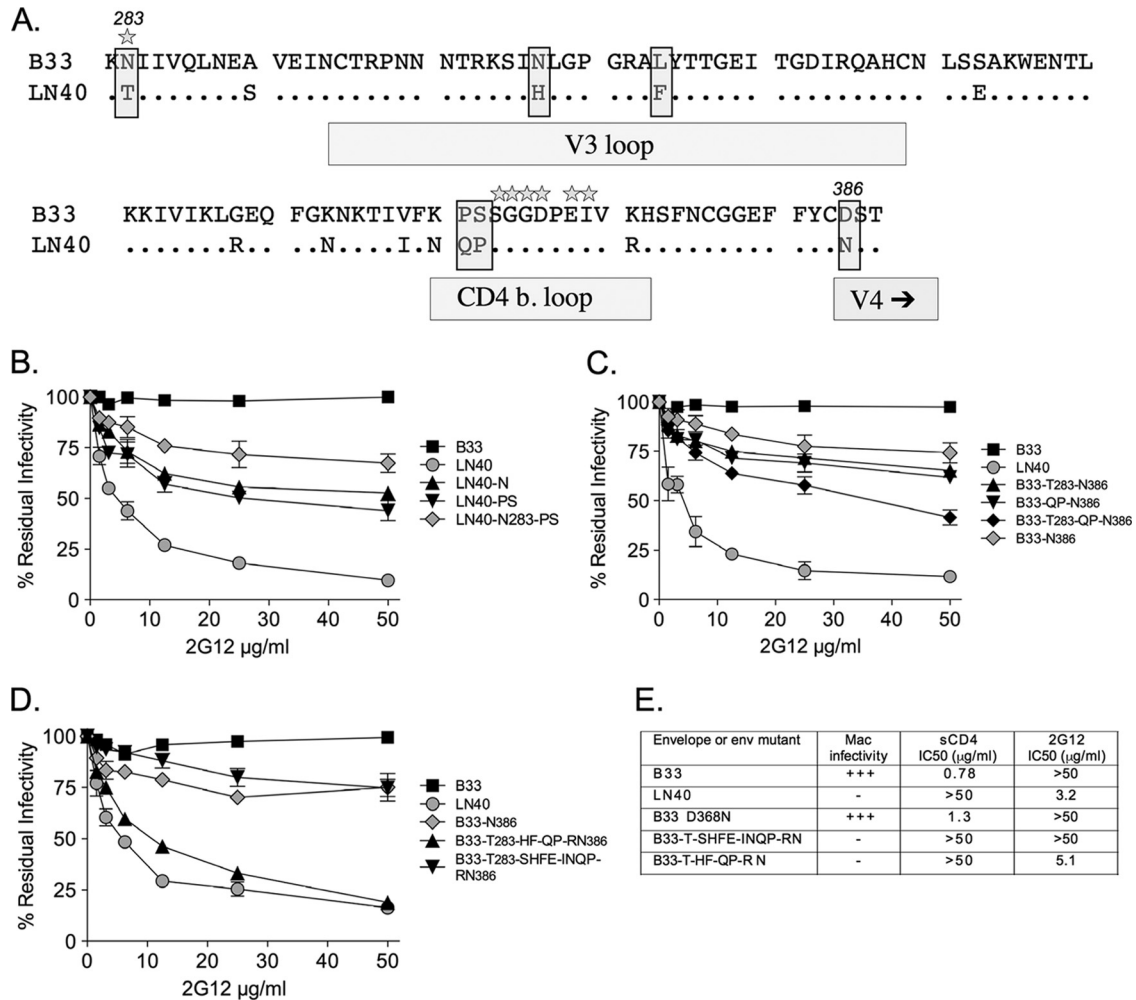 A.
283
B33 KNIIVQLNEA VEINCTRPNN NTRKSINLGP GRALYTTGEI TGDIRQAHCN LSSAKWENTL
LN40 .T.......S .......... ......H... ...F...... .......... ..E.......
V3 loop
386
B33 KKIVIKLGEQ FGKNKTIVFK PSSGGDPEIV KHSFNCGGEF FYCDST
LN40 .......R.. ..N....I.N QP........ R......... ...N..
CD4 b. loop V4 ➔
B.
% Residual Infectivity
100
75
50
25
0
0 10 20 30 40 50
2G12 µg/ml
B33
LN40
LN40-N
LN40-PS
LN40-N283-PS
C.
% Residual Infectivity
100
75
50
25
0
0 10 20 30 40 50
2G12 µg/ml
B33
LN40
B33-T283-N386
B33-QP-N386
B33-T283-QP-N386
B33-N386
D.
% Residual Infectivity
100
75
50
25
0
0 10 20 30 40 50
2G12 µg/ml
B33
LN40
B33-N386
B33-T283-HF-QP-RN386
B33-T283-SHFE-INQP-
RN386
E.
Envelope or env mutant Mac infectivity sCD4 IC50 (µg/ml) 2G12 IC50 (µg/ml)
B33 +++ 0.78 >50
LN40 - >50 3.2
B33 D368N +++ 1.3 >50
B33-T-SHFE-INQP-RN - >50 >50
B33-T-HF-QP-R N - >50 5.1